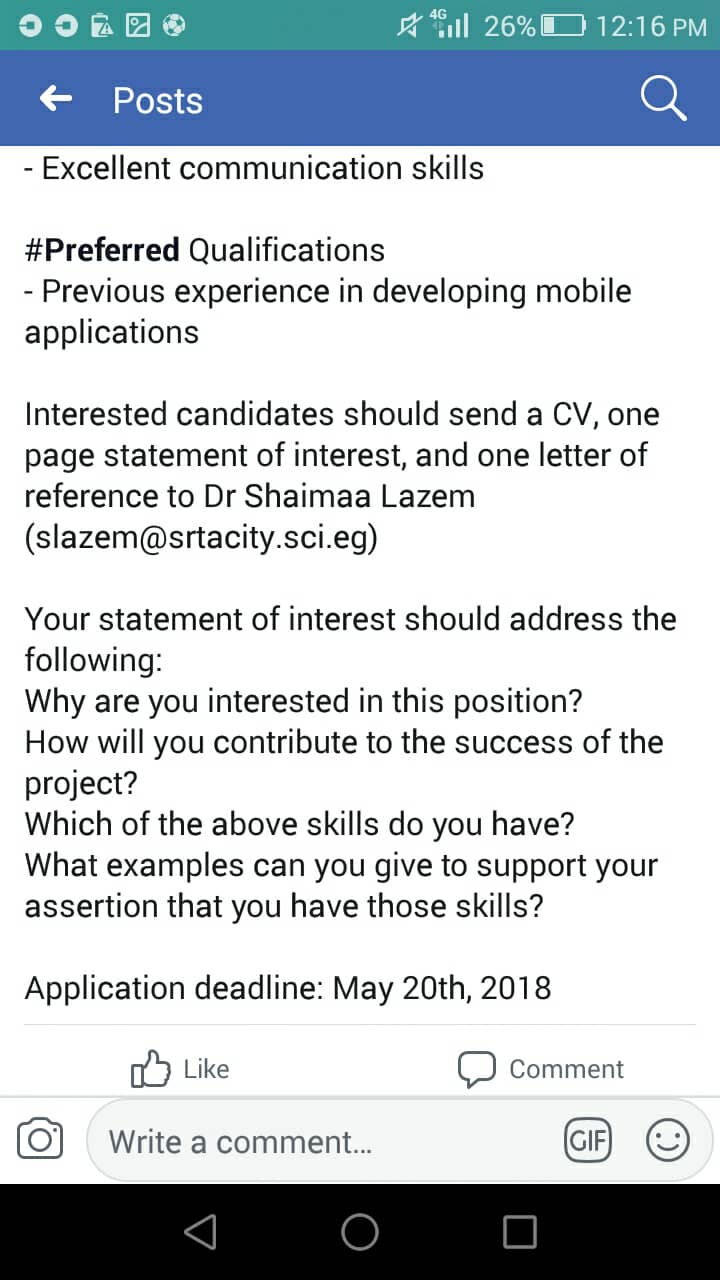 4G 26% 12:16 PM
Posts
- Excellent communication skills
#Preferred Qualifications
- Previous experience in developing mobile
applications
Interested candidates should send a CV, one
page statement of interest, and one letter of
reference to Dr Shaimaa Lazem
(slazem@srtacity.sci.eg)
Your statement of interest should address the
following:
Why are you interested in this position?
How will you contribute to the success of the
project?
Which of the above skills do you have?
What examples can you give to support your
assertion that you have those skills?
Application deadline: May 20th, 2018
Like Comment
Write a comment... GIF